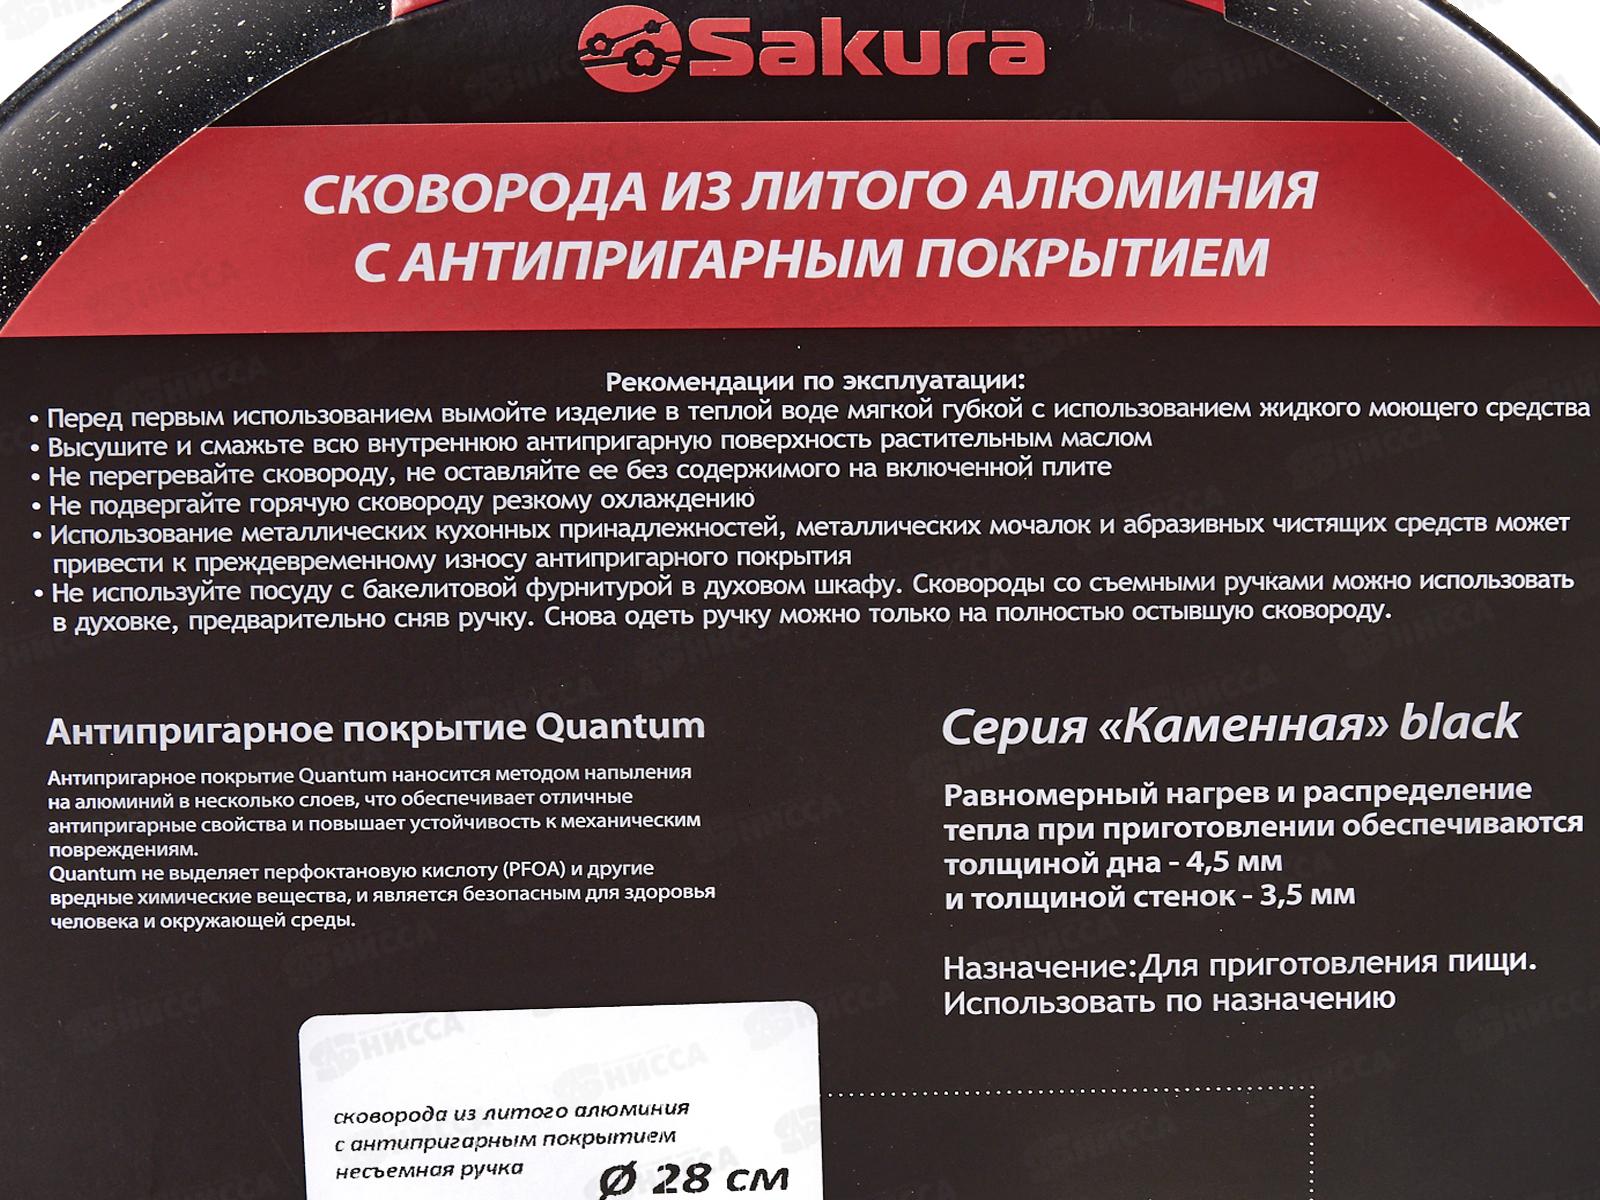 Sakura
СКОВОРОДА ИЗ ЛИТОГО АЛЮМИНИЯ
С АНТИПРИГАРНЫМ ПОКРЫТИЕМ
Рекомендации по эксплуатации:
• Перед первым использованием вымойте изделие в теплой воде мягкой губкой с использованием жидкого моющего средства
• Высушите и смажьте всю внутреннюю антипригарную поверхность растительным маслом
• Не перегревайте сковороду, не оставляйте ее без содержимого на включенной плите
• Не подвергайте горячую сковороду резкому охлаждению
• Использование металлических кухонных принадлежностей, металлических мочалок и абразивных чистящих средств может
привести к преждевременному износу антипригарного покрытия
• Не используйте посуду с бакелитовой фурнитурой в духовом шкафу. Сковороды со съемными ручками можно использовать
в духовке, предварительно сняв ручку. Снова одеть ручку можно только на полностью остывшую сковороду.
Антипригарное покрытие Quantum
Антипригарное покрытие Quantum наносится методом напыления
на алюминий в несколько слоев, что обеспечивает отличные
антипригарные свойства и повышает устойчивость к механическим
повреждениям.
Quantum не выделяет перфоктановую кислоту (PFOA) и другие
вредные химические вещества, и является безопасным для здоровья
человека и окружающей среды.
Серия «Каменная» black
Равномерный нагрев и распределение
тепла при приготовлении обеспечиваются
толщиной дна - 4,5 мм
и толщиной стенок - 3,5 мм
Назначение:Для приготовления пищи.
Использовать по назначению
сковорода из литого алюминия
с антипригарным покрытием
несъемная ручка
Ø 28 см
НИССА